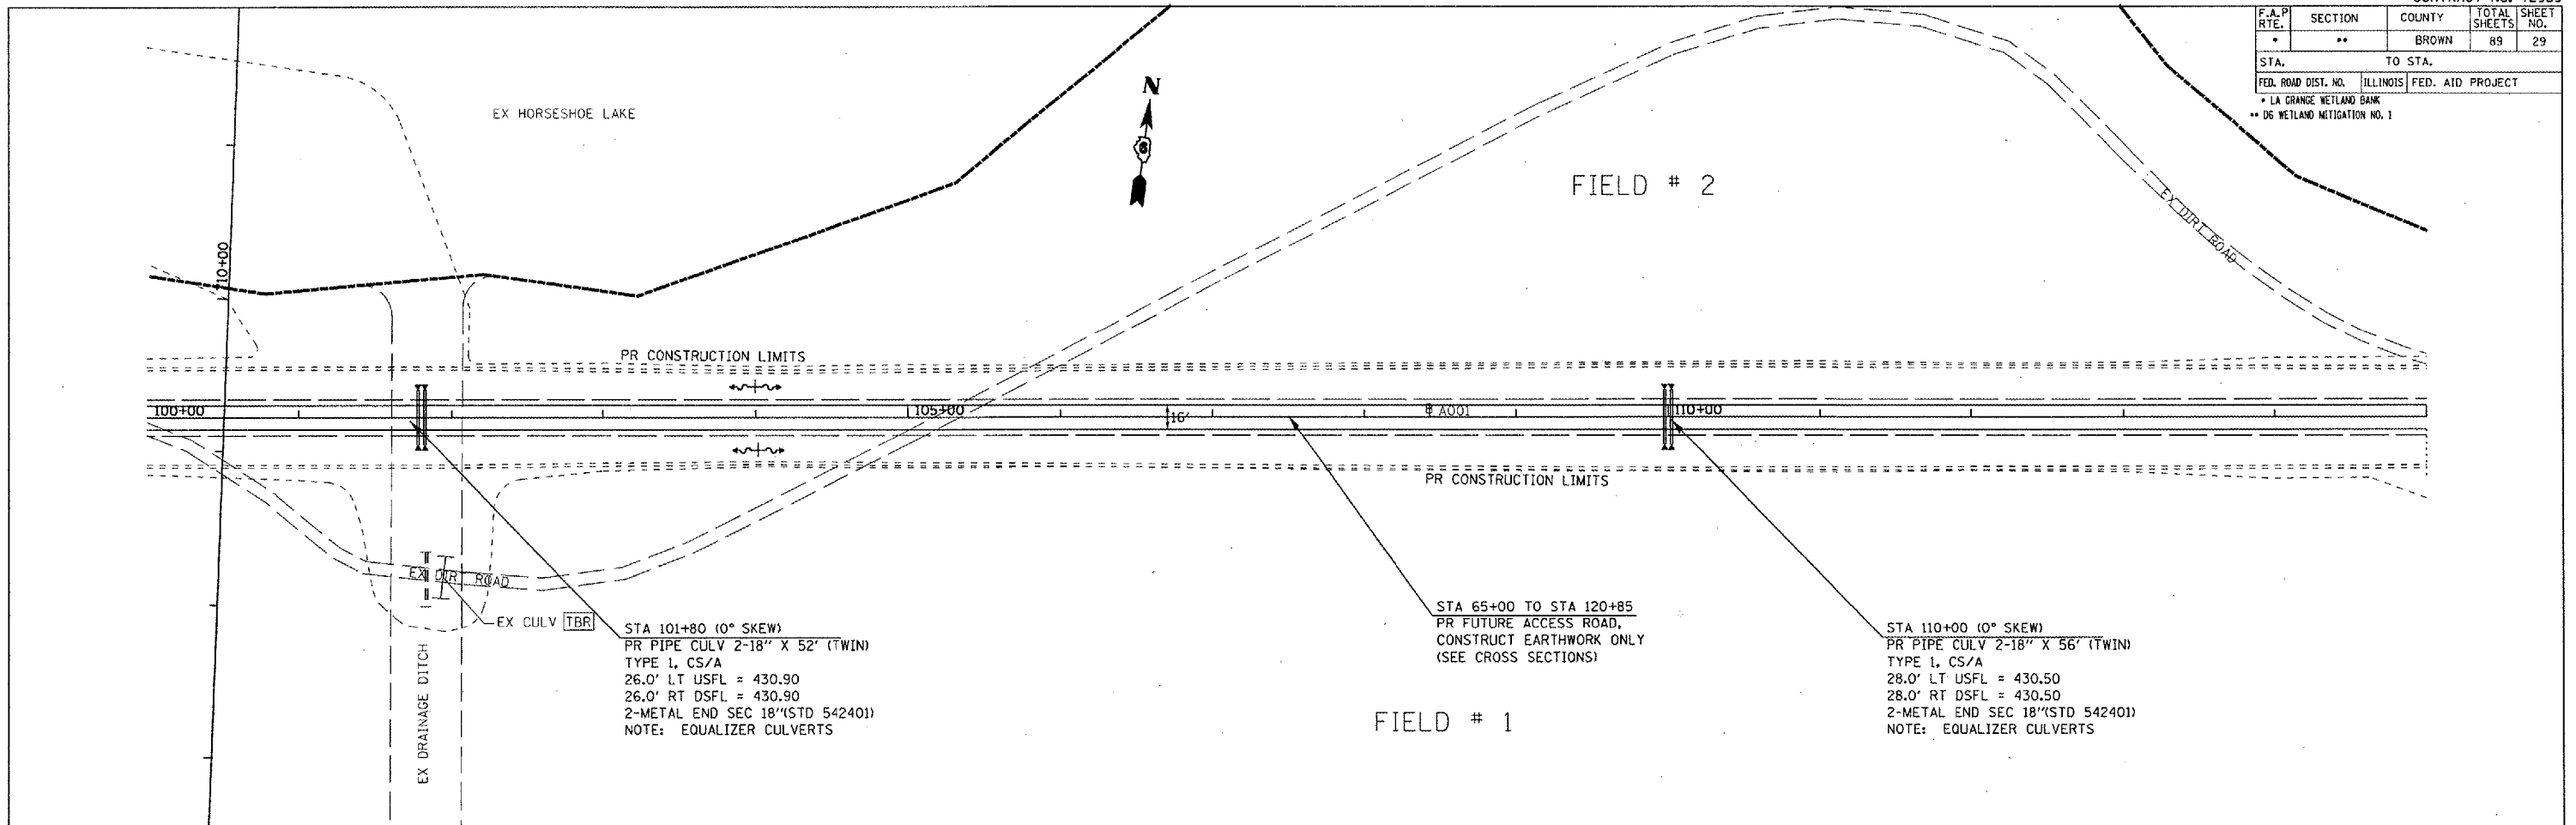 F.A.P RTE. SECTION COUNTY TOTAL SHEETS SHEET NO.
* ** BROWN 89 29
STA. TO STA.
FED. ROAD DIST. NO. ILLINOIS FED. AID PROJECT
* LA GRANGE WETLAND BANK
** D6 WETLAND MITIGATION NO. 1
EX HORSESHOE LAKE
N
6
FIELD # 2
EX DIRT ROAD
10+00
PR CONSTRUCTION LIMITS
100+00
105+00
16'
A001
110+00
PR CONSTRUCTION LIMITS
EX DIRT ROAD
EX CULV TBR
EX DRAINAGE DITCH
STA 101+80 (0° SKEW)
PR PIPE CULV 2-18" X 52' (TWIN)
TYPE 1, CS/A
26.0' LT USFL = 430.90
26.0' RT DSFL = 430.90
2-METAL END SEC 18"(STD 542401)
NOTE: EQUALIZER CULVERTS
STA 65+00 TO STA 120+85
PR FUTURE ACCESS ROAD,
CONSTRUCT EARTHWORK ONLY
(SEE CROSS SECTIONS)
STA 110+00 (0° SKEW)
PR PIPE CULV 2-18" X 56' (TWIN)
TYPE 1, CS/A
28.0' LT USFL = 430.50
28.0' RT DSFL = 430.50
2-METAL END SEC 18"(STD 542401)
NOTE: EQUALIZER CULVERTS
FIELD # 1